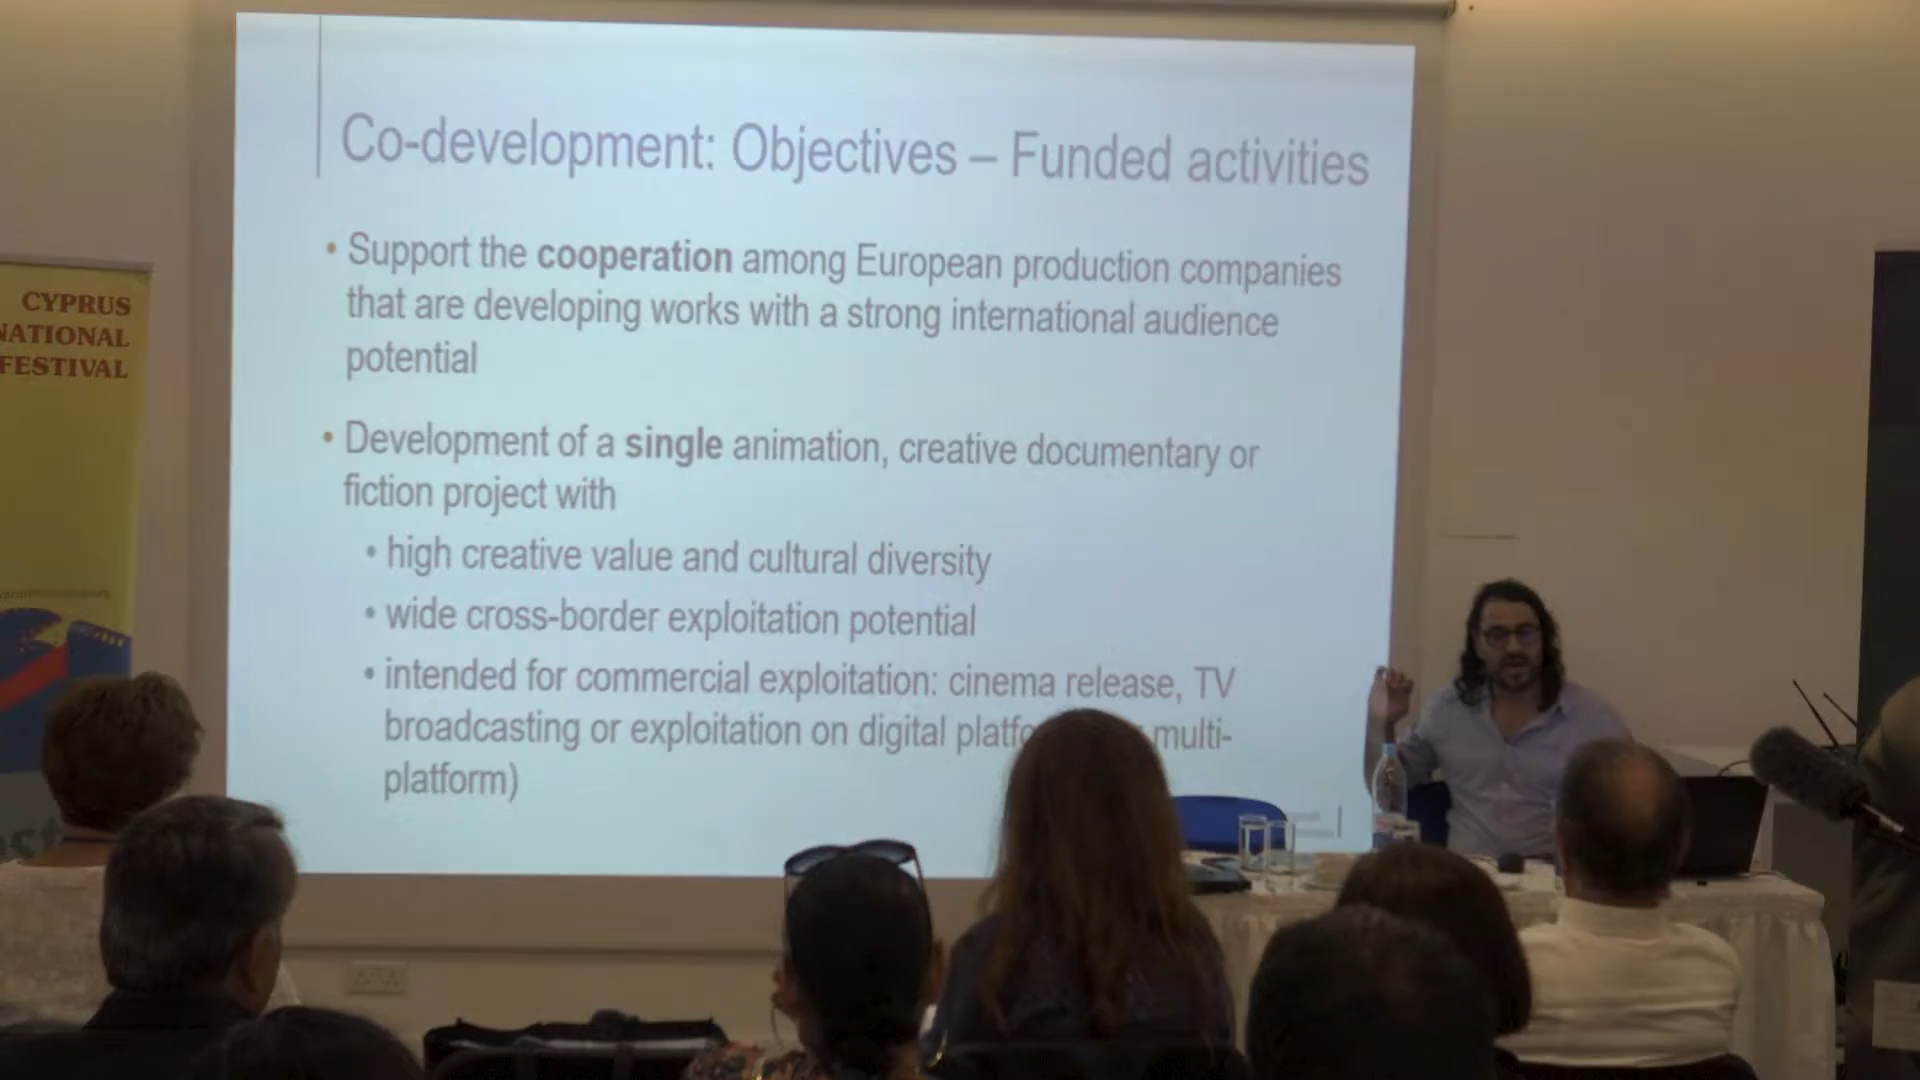 Co-development: Objectives – Funded activities
• Support the cooperation among European production companies
that are developing works with a strong international audience
potential
• Development of a single animation, creative documentary or
fiction project with
• high creative value and cultural diversity
• wide cross-border exploitation potential
• intended for commercial exploitation: cinema release, TV
broadcasting or exploitation on digital multi-
platform)
CYPRUS
NATIONAL
FESTIVAL